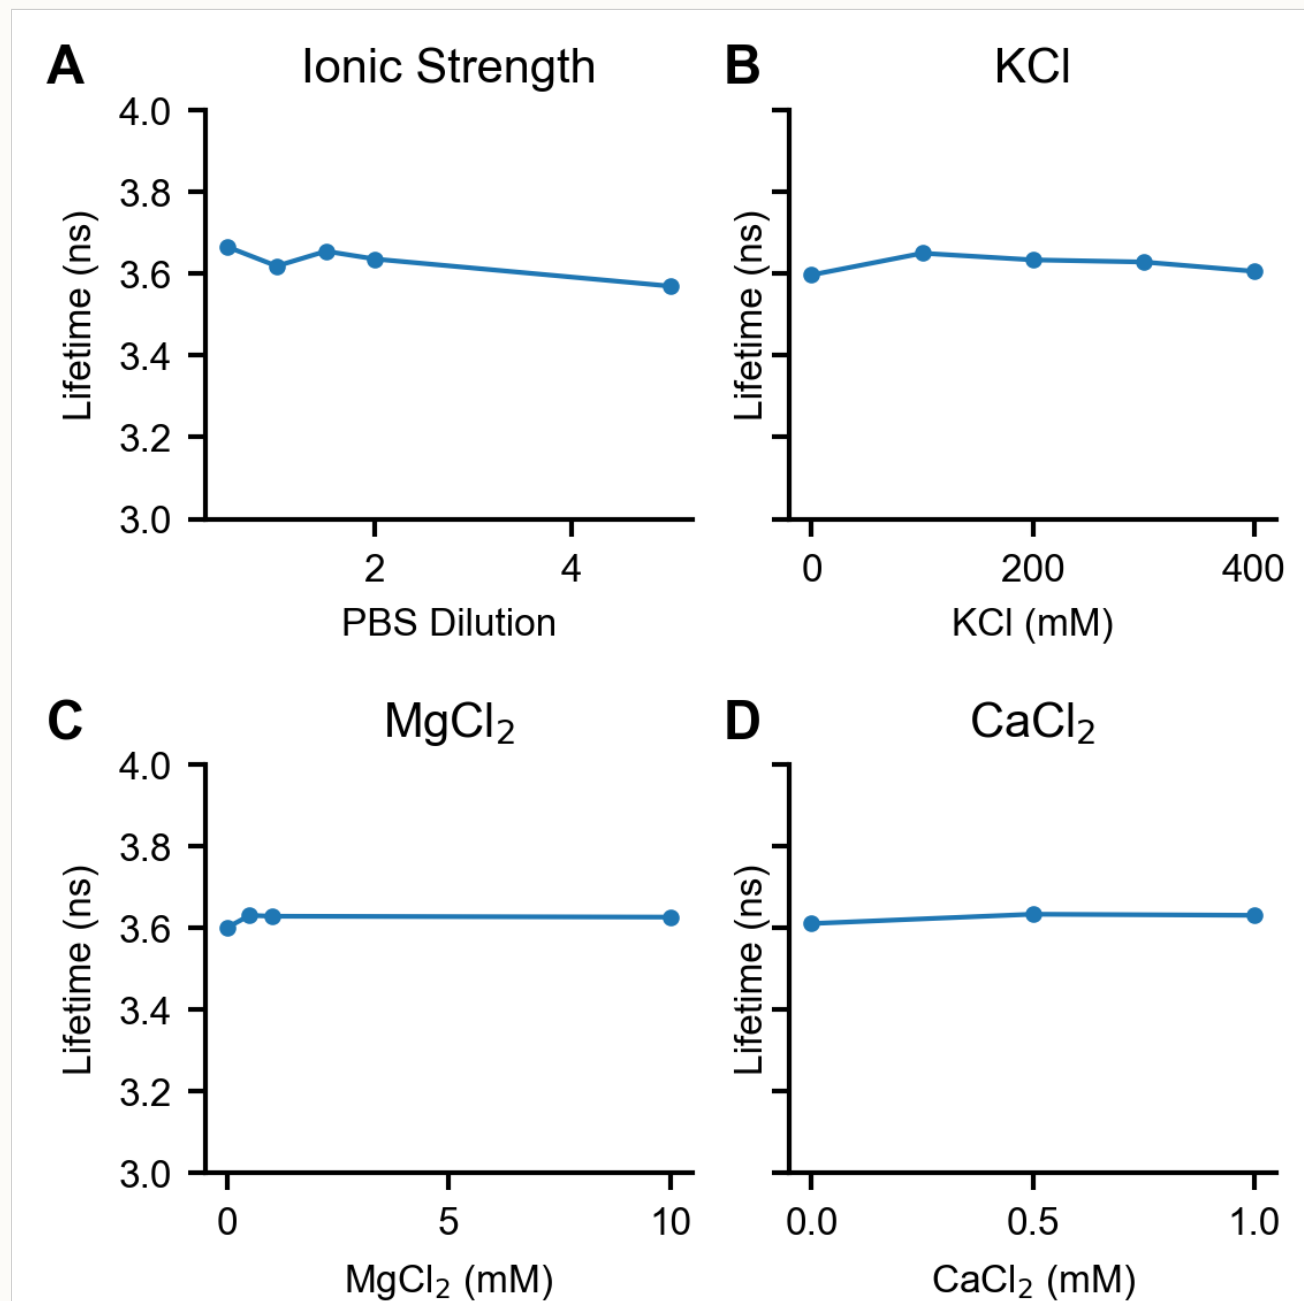 A
Ionic Strength
4.0
3.8
3.6
3.4
3.2
3.0
Lifetime (ns)
2
4
PBS Dilution
B
KCl
Lifetime (ns)
0
200
400
KCl (mM)
C
MgCl₂
4.0
3.8
3.6
3.4
3.2
3.0
Lifetime (ns)
0
5
10
MgCl₂ (mM)
D
CaCl₂
Lifetime (ns)
0.0
0.5
1.0
CaCl₂ (mM)